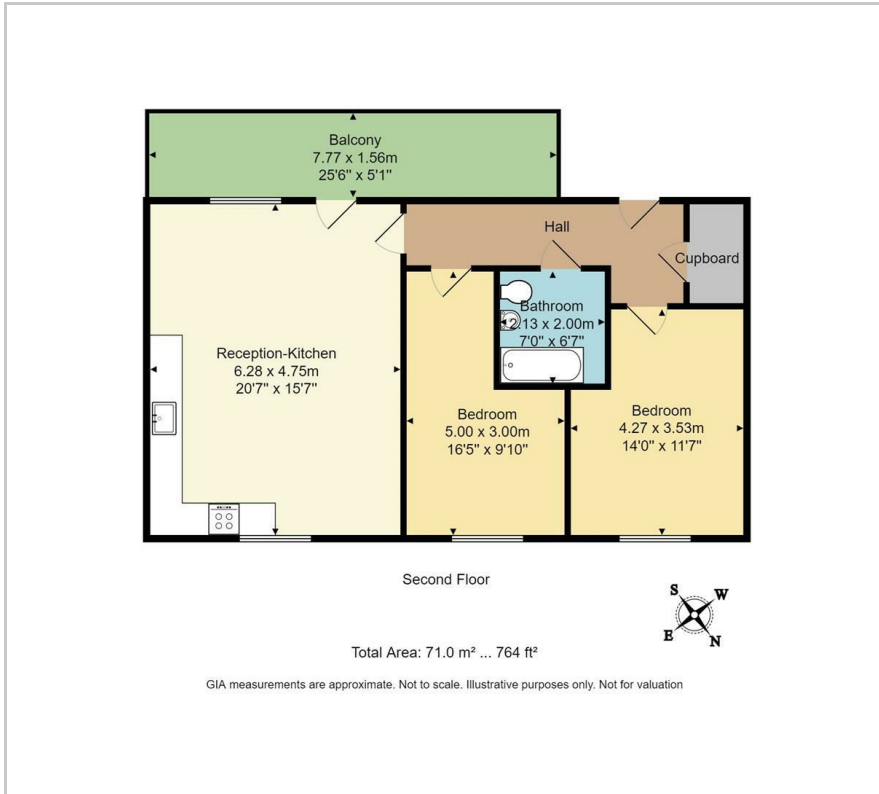 Balcony
7.77 x 1.56m
25'6" x 5'1"
Hall
Cupboard
Bathroom
2.13 x 2.00m
7'0" x 6'7"
Reception-Kitchen
6.28 x 4.75m
20'7" x 15'7"
Bedroom
5.00 x 3.00m
16'5" x 9'10"
Bedroom
4.27 x 3.53m
14'0" x 11'7"
Second Floor
S W
E N
Total Area: 71.0 m² ... 764 ft²
GIA measurements are approximate. Not to scale. Illustrative purposes only. Not for valuation